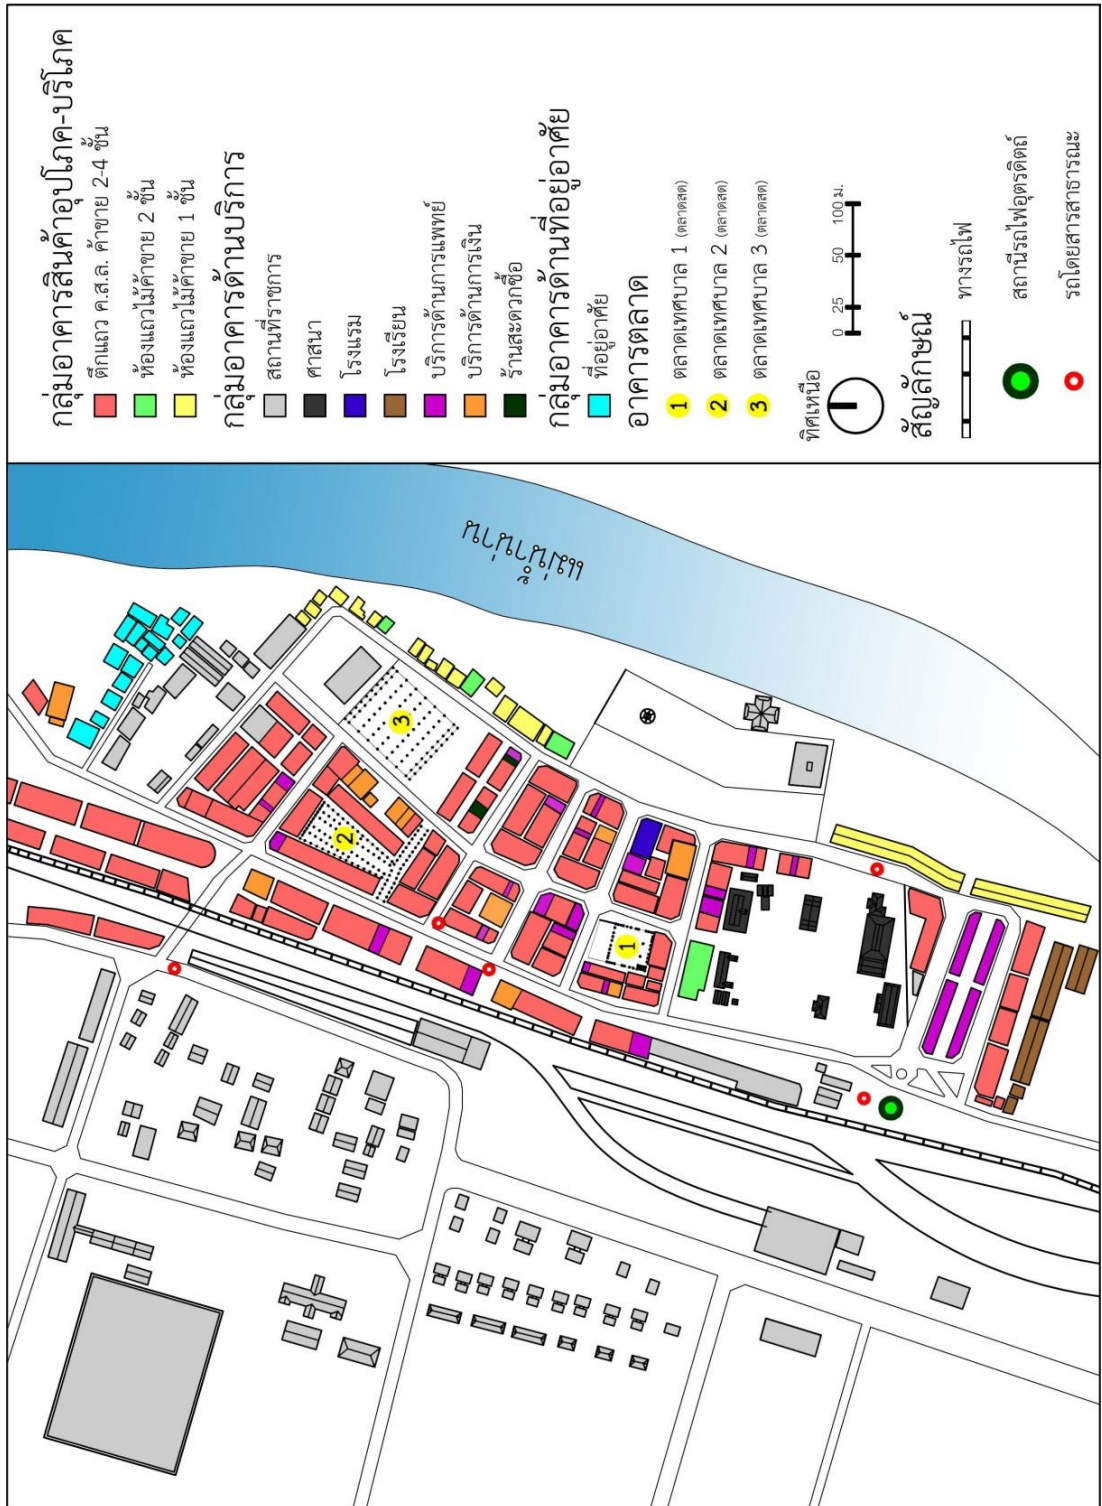 กลุ่มอาคารสินค้าอุปโภค-บริโภค
ตึกแถว ค.ส.ล. ค้าขาย 2-4 ชั้น
ห้องแถวไม้ค้าขาย 2 ชั้น
ห้องแถวไม้ค้าขาย 1 ชั้น
กลุ่มอาคารด้านบริการ
สถานที่ราชการ
ศาสนา
โรงแรม
โรงเรียน
บริการด้านการแพทย์
บริการด้านการเงิน
ร้านสะดวกซื้อ
กลุ่มอาคารด้านที่อยู่อาศัย
ที่อยู่อาศัย
อาคารตลาด
1 ตลาดเทศบาล 1 (ตลาดสด)
2 ตลาดเทศบาล 2 (ตลาดสด)
3 ตลาดเทศบาล 3 (ตลาดสด)
ทิศเหนือ
0 25 50 100 ม.
สัญลักษณ์
ทางรถไฟ
สถานีรถไฟอุตรดิตถ์
รถโดยสารสาธารณะ
แม่น้ำน่าน
3
2
1